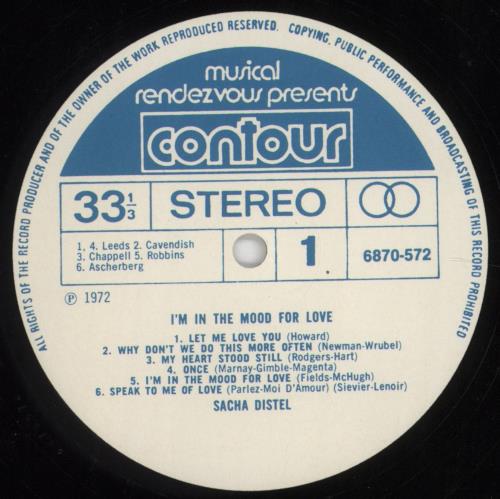 ALL RIGHTS OF THE RECORD PRODUCER AND OF THE OWNER OF THE WORK REPRODUCED RESERVED. COPYING, PUBLIC PERFORMANCE AND BROADCASTING OF THIS RECORD PROHIBITED
musical
rendezvous presents
contour
33 1/3
STEREO
1, 4. Leeds 2. Cavendish
3. Chappell 5. Robbins
6. Ascherberg
1
6870-572
Ⓟ 1972
I'M IN THE MOOD FOR LOVE
1. LET ME LOVE YOU (Howard)
2. WHY DON'T WE DO THIS MORE OFTEN (Newman-Wrubel)
3. MY HEART STOOD STILL (Rodgers-Hart)
4. ONCE (Marnay-Gimble-Magenta)
5. I'M IN THE MOOD FOR LOVE (Fields-McHugh)
6. SPEAK TO ME OF LOVE (Parlez-Moi D'Amour) (Sievier-Lenoir)
SACHA DISTEL